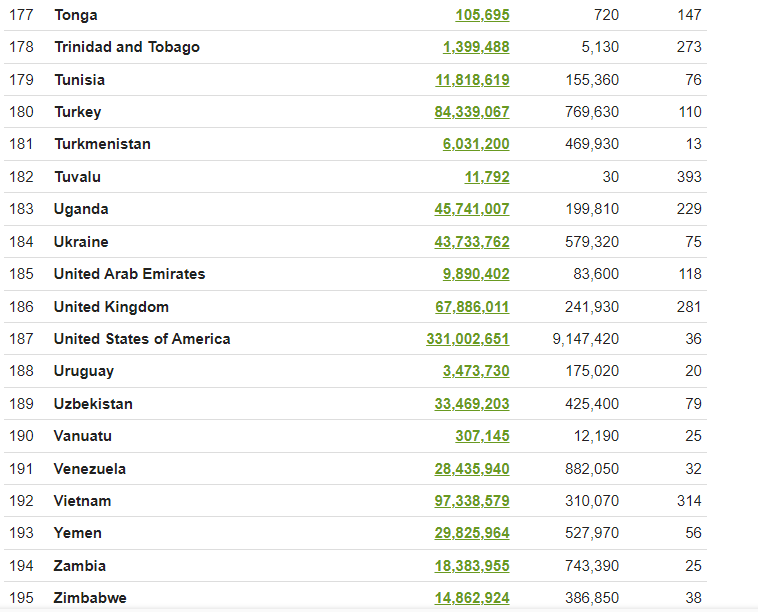 177 Tonga 105,695 720 147
178 Trinidad and Tobago 1,399,488 5,130 273
179 Tunisia 11,818,619 155,360 76
180 Turkey 84,339,067 769,630 110
181 Turkmenistan 6,031,200 469,930 13
182 Tuvalu 11,792 30 393
183 Uganda 45,741,007 199,810 229
184 Ukraine 43,733,762 579,320 75
185 United Arab Emirates 9,890,402 83,600 118
186 United Kingdom 67,886,011 241,930 281
187 United States of America 331,002,651 9,147,420 36
188 Uruguay 3,473,730 175,020 20
189 Uzbekistan 33,469,203 425,400 79
190 Vanuatu 307,145 12,190 25
191 Venezuela 28,435,940 882,050 32
192 Vietnam 97,338,579 310,070 314
193 Yemen 29,825,964 527,970 56
194 Zambia 18,383,955 743,390 25
195 Zimbabwe 14,862,924 386,850 38